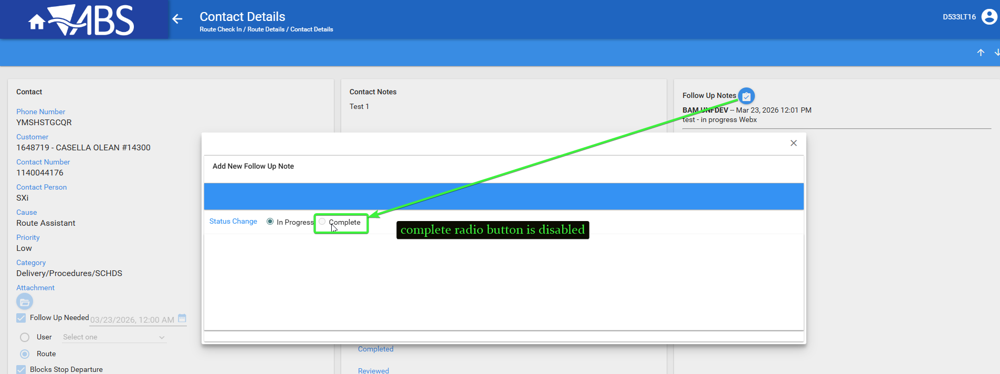 ABS
Contact Details
Route Check In / Route Details / Contact Details
D533LT16
Contact
Phone Number
YMSHSTGCQR
Customer
1648719 - CASELLA OLEAN #14300
Contact Number
1140044176
Contact Person
SXi
Cause
Route Assistant
Priority
Low
Category
Delivery/Procedures/SCHDS
Attachment
Follow Up Needed 03/23/2026, 12:00 AM
User Select one
Route
Blocks Stop Departure
Contact Notes
Test 1
Follow Up Notes
BAM UNFDEV -- Mar 23, 2026 12:01 PM
test - in progress Webx
Add New Follow Up Note
Status Change In Progress Complete
complete radio button is disabled
Completed
Reviewed